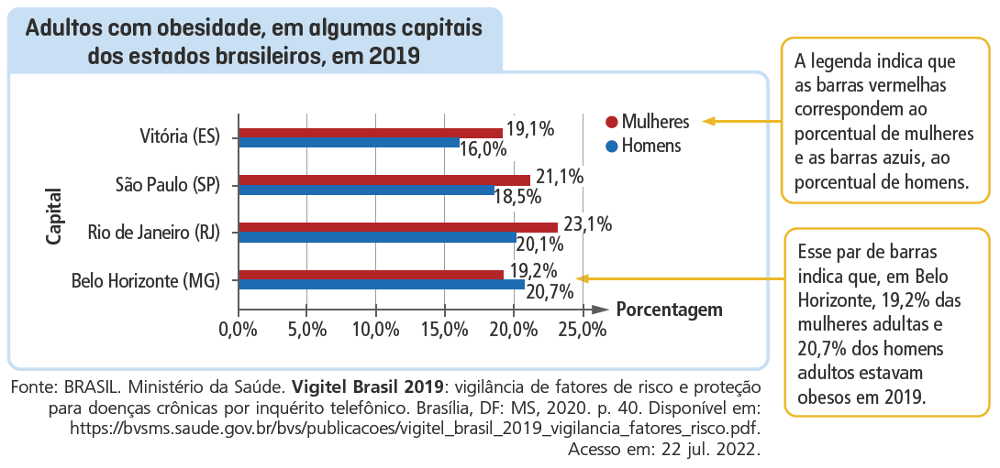 Adultos com obesidade, em algumas capitais
dos estados brasileiros, em 2019
Capital
Vitória (ES)
19,1%
16,0%
São Paulo (SP)
21,1%
18,5%
Rio de Janeiro (RJ)
23,1%
20,1%
Belo Horizonte (MG)
19,2%
20,7%
0,0%
5,0%
10,0%
15,0%
20,0%
25,0%
Porcentagem
Mulheres
Homens
A legenda indica que
as barras vermelhas
correspondem ao
porcentual de mulheres
e as barras azuis, ao
porcentual de homens.
Esse par de barras
indica que, em Belo
Horizonte, 19,2% das
mulheres adultas e
20,7% dos homens
adultos estavam
obesos em 2019.
Fonte: BRASIL. Ministério da Saúde. Vigitel Brasil 2019: vigilância de fatores de risco e proteção
para doenças crônicas por inquérito telefônico. Brasília, DF: MS, 2020. p. 40. Disponível em:
https://bvsms.saude.gov.br/bvs/publicacoes/vigitel_brasil_2019_vigilancia_fatores_risco.pdf.
Acesso em: 22 jul. 2022.